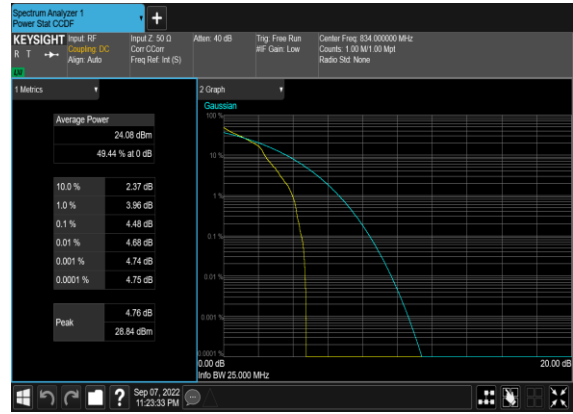 Spectrum Analyzer 1
Power Stat CCDF
KEYSIGHT
R T
LW
Input: RF
Coupling: DC
Align: Auto
Input Z: 50 Ω
Corr CCorr
Freq Ref: Int (S)
Atten: 40 dB
Trig: Free Run
#IF Gain: Low
Center Freq: 834.000000 MHz
Counts: 1.00 M/1.00 Mpt
Radio Std: None
1 Metrics
Average Power
24.08 dBm
49.44 % at 0 dB
10.0 % 2.37 dB
1.0 % 3.96 dB
0.1 % 4.48 dB
0.01 % 4.68 dB
0.001 % 4.74 dB
0.0001 % 4.75 dB
Peak
4.76 dB
28.84 dBm
2 Graph
Gaussian
100 %
10 %
1 %
0.1 %
0.01 %
0.001 %
0.0001 %
0.00 dB 20.00 dB
Info BW 25.000 MHz
Sep 07, 2022
11:23:33 PM